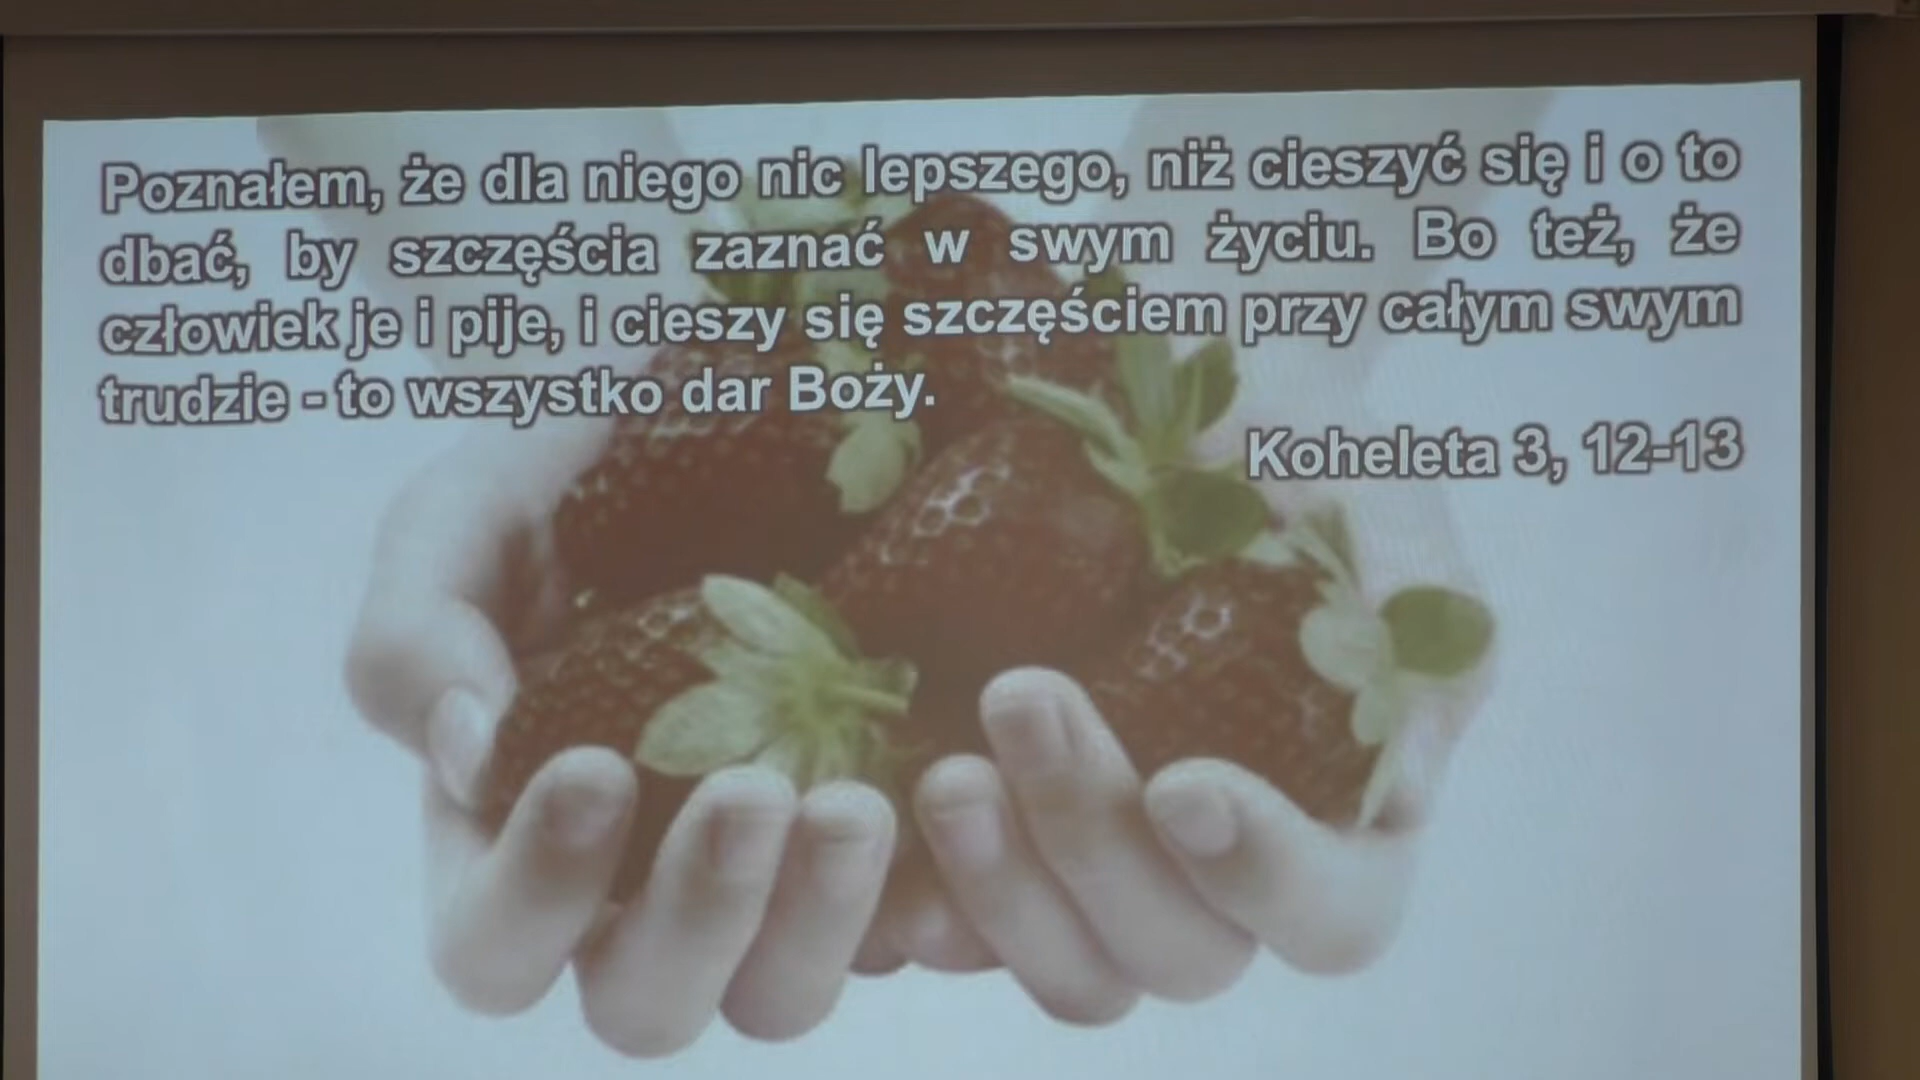 Poznałem, że dla niego nic lepszego, niż cieszyć się i o to
dbać, by szczęścia zaznać w swym życiu. Bo też, że
człowiek je i pije, i cieszy się szczęściem przy całym swym
trudzie - to wszystko dar Boży.
Koheleta 3, 12-13